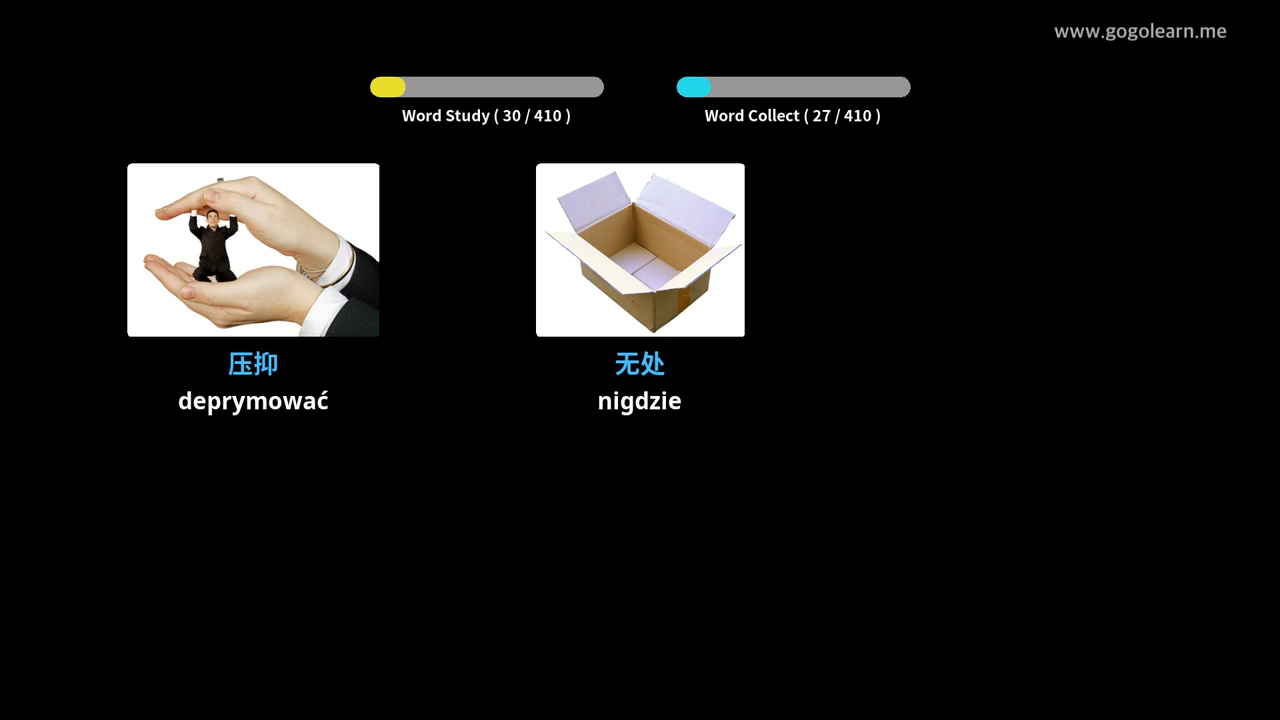 www.gogolearn.me
Word Study ( 30 / 410 )
Word Collect ( 27 / 410 )
压抑
deprymować
无处
nigdzie